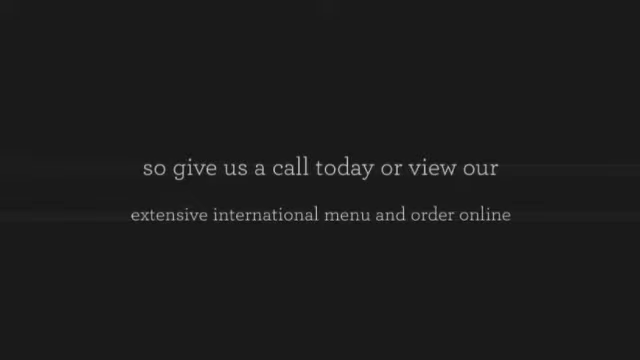 so give us a call today or view our
extensive international menu and order online